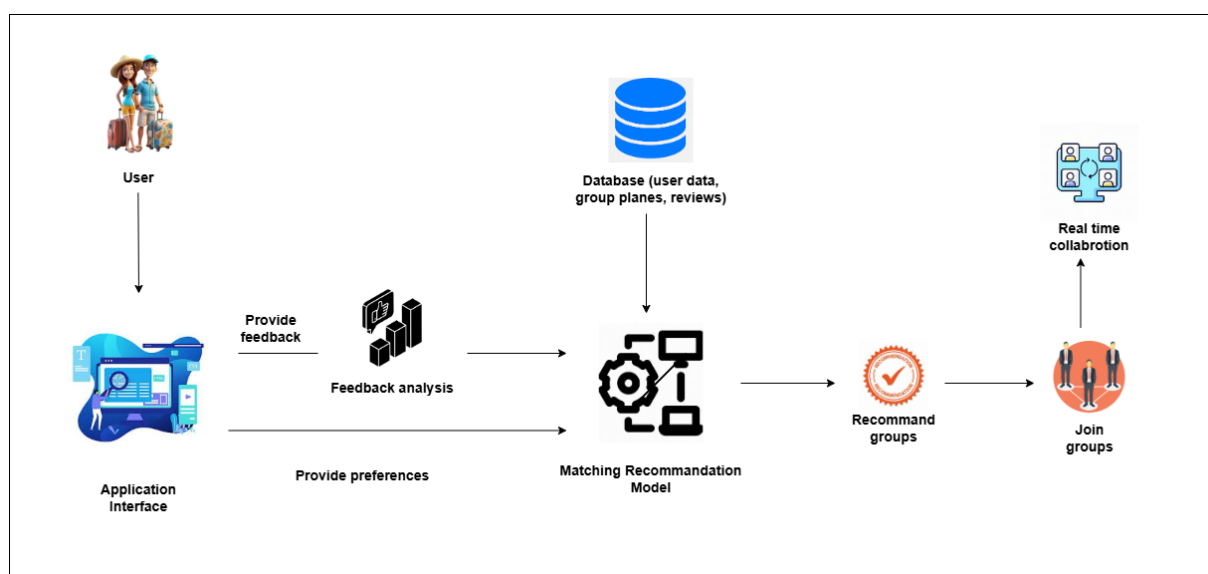 User
Database (user data,
group planes, reviews)
Real time
collabrotion
Provide
feedback
Feedback analysis
Recommand
groups
Join
groups
Provide preferences
Matching Recommandation
Model
Application
Interface